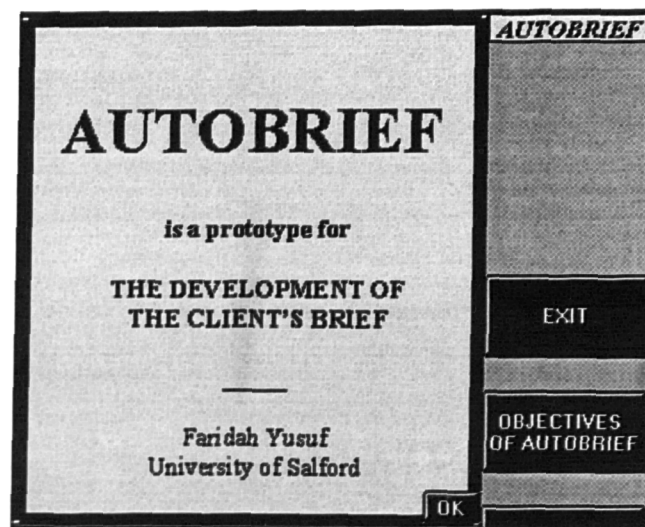 AUTOBRIEF
is a prototype for
THE DEVELOPMENT OF
THE CLIENT'S BRIEF
Faridah Yusuf
University of Salford
OK
AUTOBRIEF
EXIT
OBJECTIVES
OF AUTOBRIEF